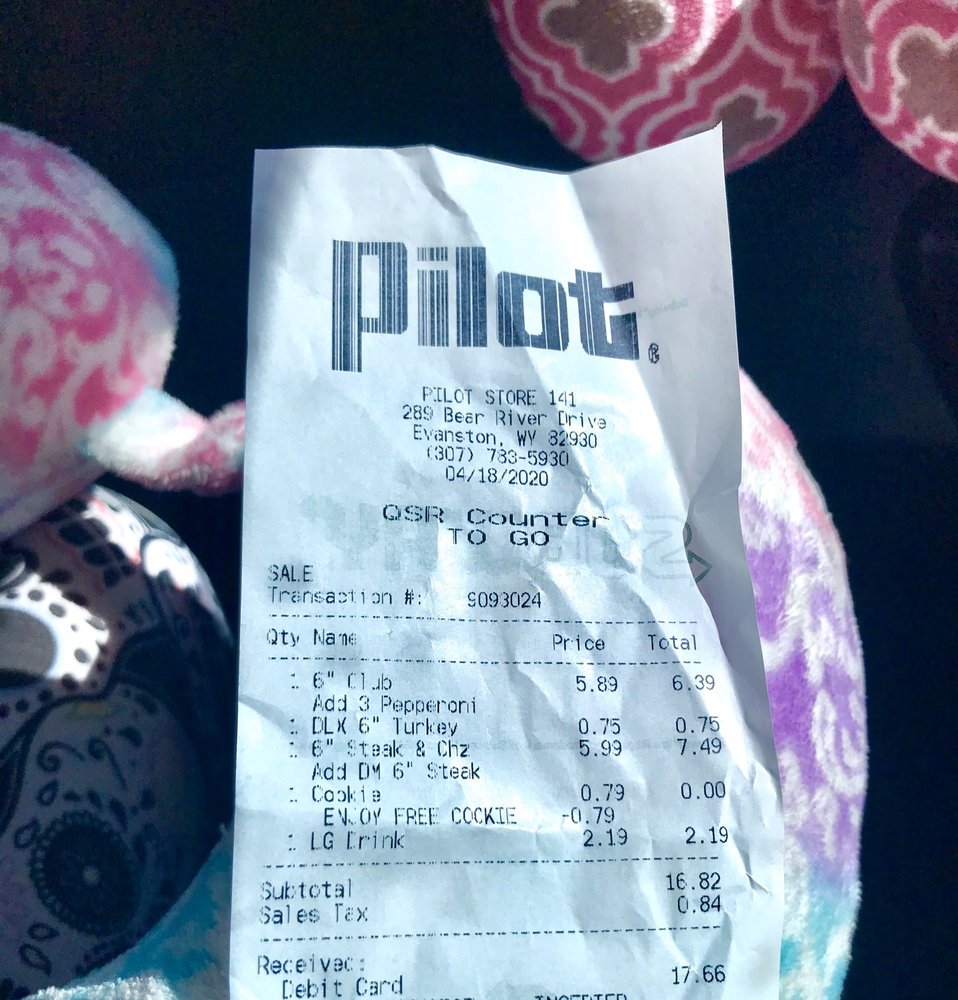 Pilot
PILOT STORE 141
289 Bear River Drive
Evanston, WY 82930
(307) 783-5930
04/18/2020
QSR Counter
TO GO
SALE
Transaction #: 9093024
Qty Name Price Total
1 6" Club 5.89 6.39
Add 3 Pepperoni
1 DLX 6" Turkey 0.75 0.75
1 6" Steak & Chz 5.99 7.49
Add DM 6" Steak
1 Cookie 0.79 0.00
ENJOY FREE COOKIE -0.79
1 LG Drink 2.19 2.19
Subtotal 16.82
Sales Tax 0.84
Received:
Debit Card 17.66
INSERTED